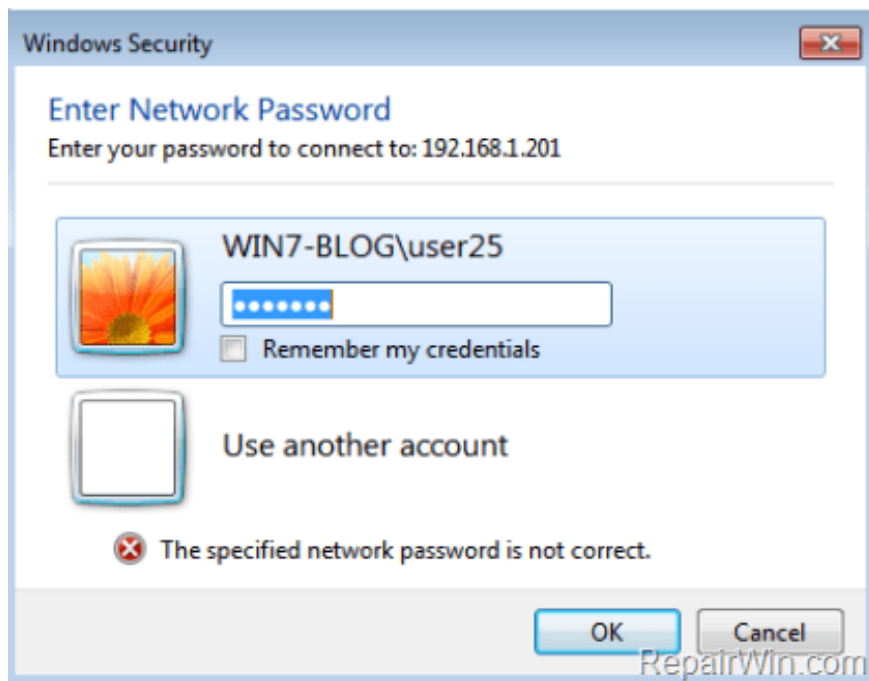 Windows Security
Enter Network Password
Enter your password to connect to: 192.168.1.201
WIN7-BLOG\user25
•••••••
Remember my credentials
Use another account
The specified network password is not correct.
OK
Cancel
RepairWin.com